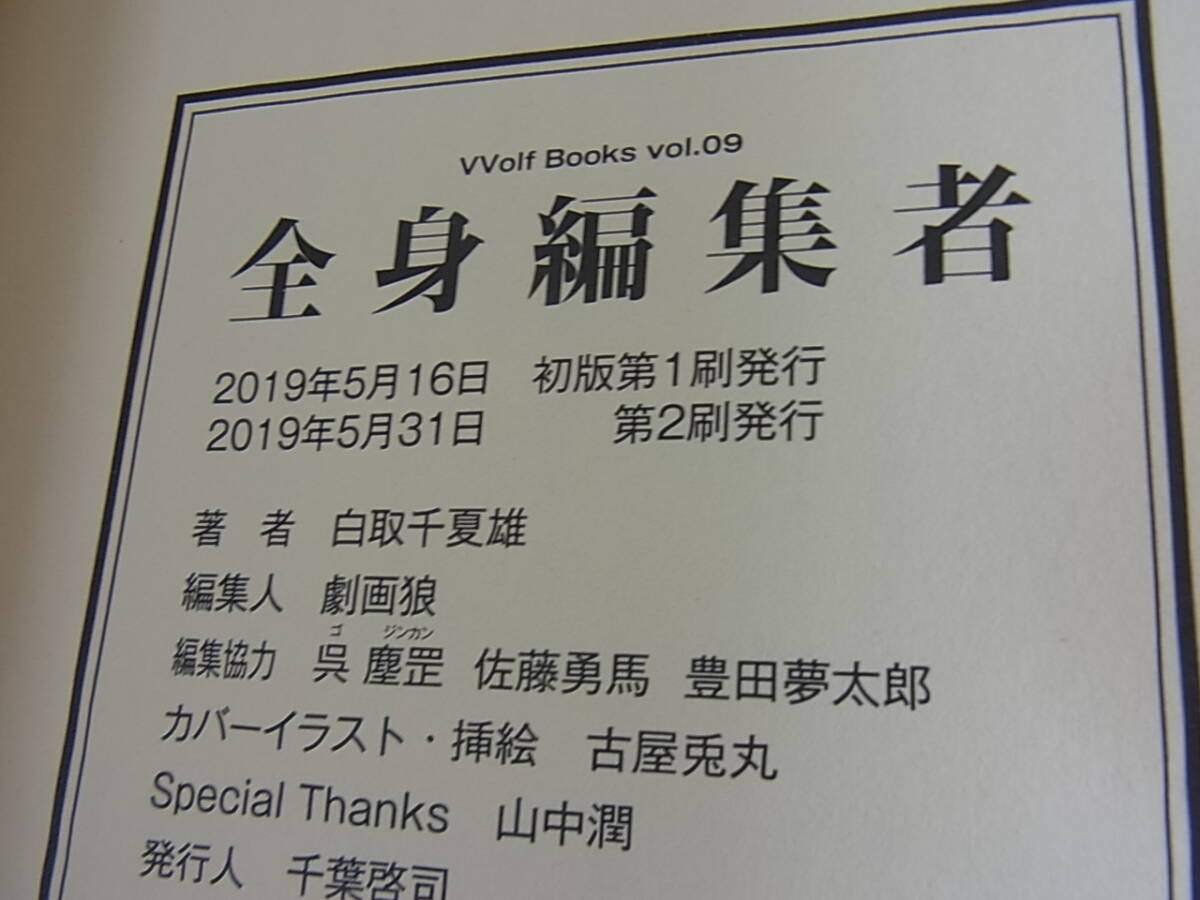 VVolf Books vol.09
全身編集者
2019年5月16日 初版第1刷発行
2019年5月31日 第2刷発行
著 者 白取千夏雄
編集人 劇画狼
ゴ ジンカン
編集協力 呉 塵罡 佐藤勇馬 豊田夢太郎
カバーイラスト・挿絵 古屋兎丸
Special Thanks 山中潤
発行人 千葉啓司